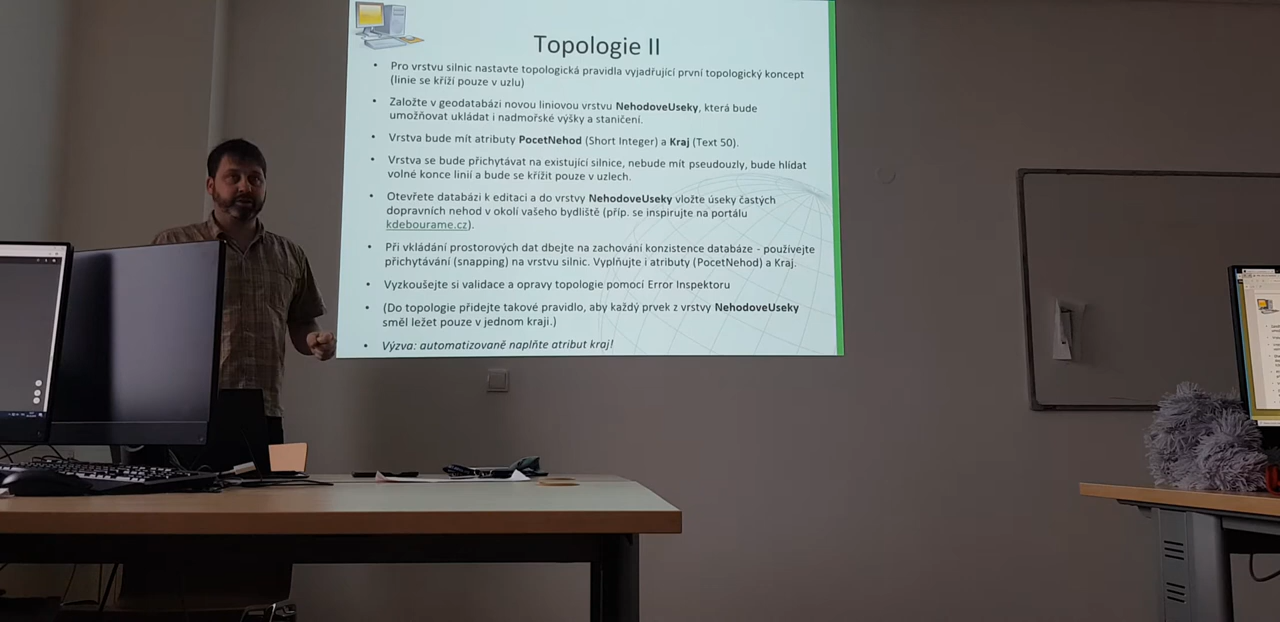 Topologie II
• Pro vrstvu silnic nastavte topologická pravidla vyjadřující první topologický koncept
(linie se kříží pouze v uzlu)
• Založte v geodatabázi novou liniovou vrstvu NehodoveUseky, která bude
umožňovat ukládat i nadmořské výšky a staničení.
• Vrstva bude mít atributy PocetNehod (Short Integer) a Kraj (Text 50).
• Vrstva se bude přichytávat na existující silnice, nebude mít pseudouzly, bude hlídat
volné konce linií a bude se křížit pouze v uzlech.
• Otevřete databázi k editaci a do vrstvy NehodoveUseky vložte úseky častých
dopravních nehod v okolí vašeho bydliště (příp. se inspirujte na portálu
kdebourame.cz).
• Při vkládání prostorových dat dbejte na zachování konzistence databáze - používejte
přichytávání (snapping) na vrstvu silnic. Vyplňujte i atributy (PocetNehod) a Kraj.
• Vyzkoušejte si validace a opravy topologie pomocí Error Inspektoru
• (Do topologie přidejte takové pravidlo, aby každý prvek z vrstvy NehodoveUseky
směl ležet pouze v jednom kraji.)
• Výzva: automatizovaně naplňte atribut kraj!